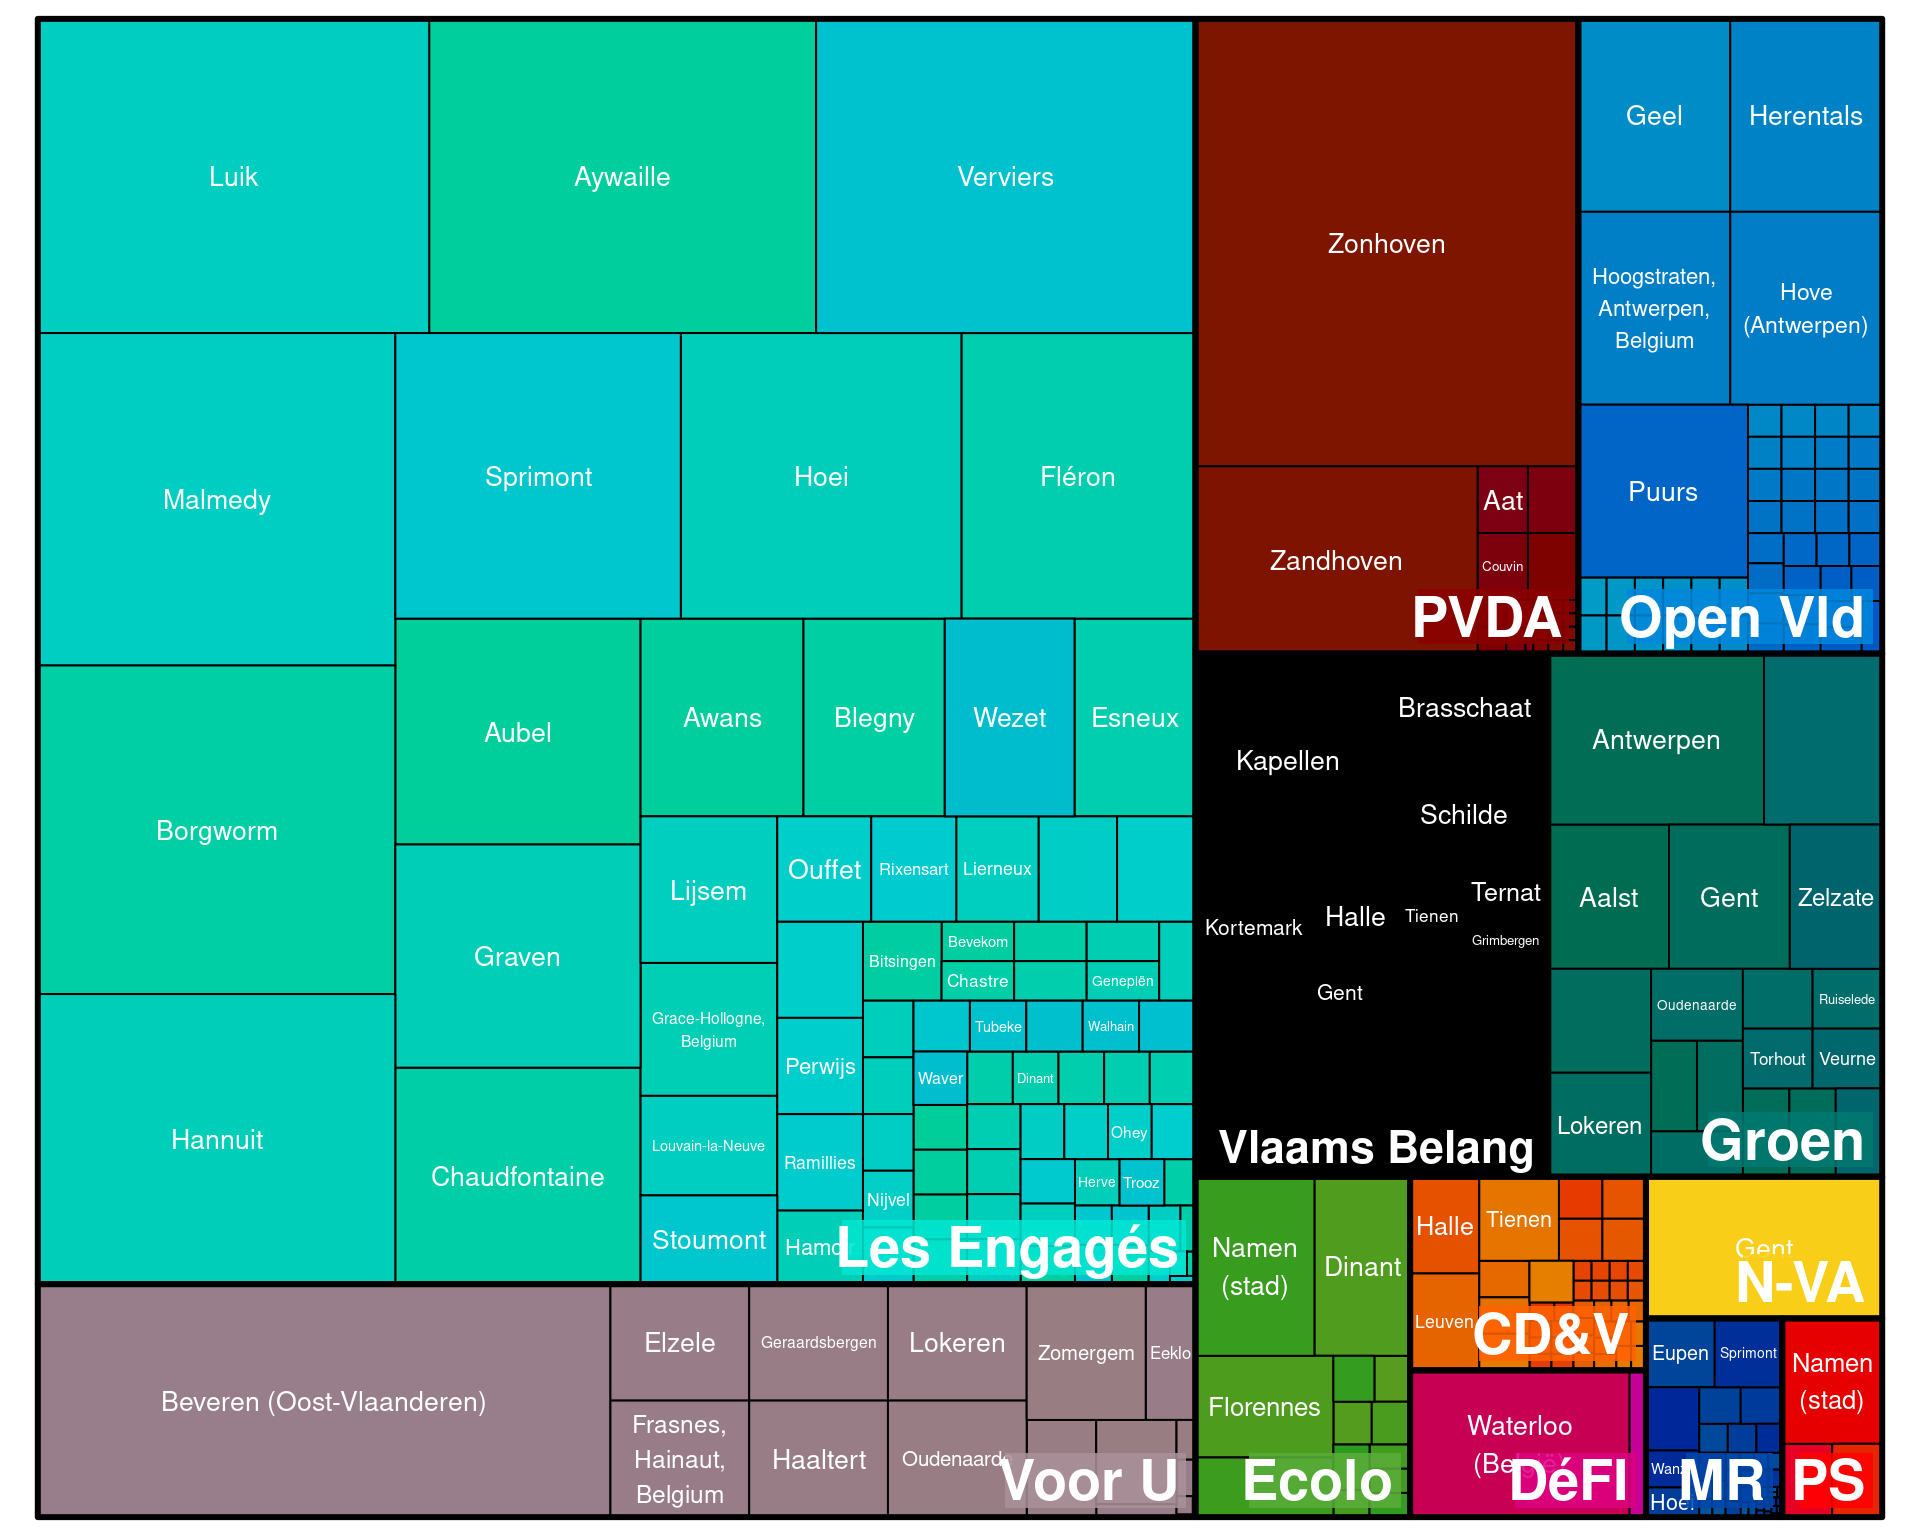 Luik
Aywaille
Verviers
Malmedy
Sprimont
Hoei
Fléron
Borgworm
Aubel
Awans
Blegny
Wezet
Esneux
Graven
Lijsem
Ouffet
Rixensart
Lierneux
Bitsingen
Bevekom
Chastre
Genepiën
Grace-Hollogne,
Belgium
Tubeke
Walhain
Perwijs
Waver
Dinant
Hannuit
Chaudfontaine
Louvain-la-Neuve
Ramillies
Ohey
Herve
Trooz
Nijvel
Stoumont
Hamoir
Les Engagés
Beveren (Oost-Vlaanderen)
Elzele
Geraardsbergen
Lokeren
Zomergem
Eeklo
Frasnes,
Hainaut,
Belgium
Haaltert
Oudenaarde
Voor U
Zonhoven
Zandhoven
Aat
Couvin
PVDA
Geel
Herentals
Hoogstraten,
Antwerpen,
Belgium
Hove
(Antwerpen)
Puurs
Open Vld
Brasschaat
Kapellen
Schilde
Ternat
Kortemark
Halle
Tienen
Grimbergen
Gent
Vlaams Belang
Antwerpen
Aalst
Gent
Zelzate
Oudenaarde
Ruiselede
Torhout
Veurne
Lokeren
Groen
Namen
(stad)
Dinant
Florennes
Ecolo
Halle
Tienen
Leuven
CD&V
Waterloo
(België)
DéFI
Gent
N-VA
Eupen
Sprimont
Hoei
MR
Namen
(stad)
PS